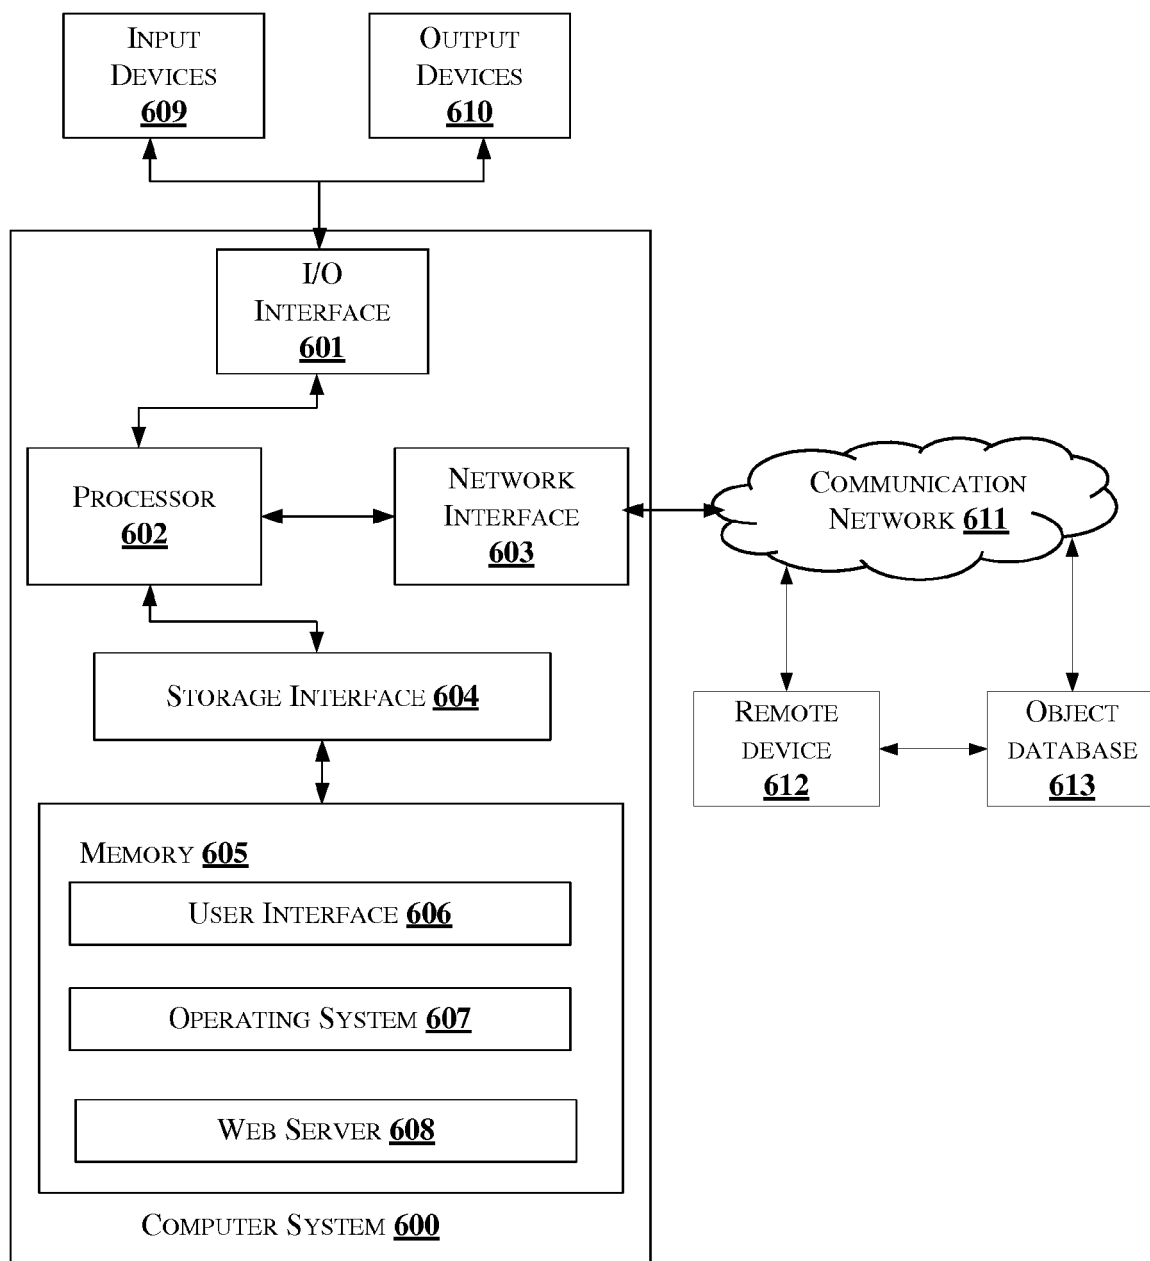 INPUT
DEVICES
609
OUTPUT
DEVICES
610
I/O
INTERFACE
601
PROCESSOR
602
NETWORK
INTERFACE
603
COMMUNICATION
NETWORK 611
STORAGE INTERFACE 604
REMOTE
DEVICE
612
OBJECT
DATABASE
613
MEMORY 605
USER INTERFACE 606
OPERATING SYSTEM 607
WEB SERVER 608
COMPUTER SYSTEM 600